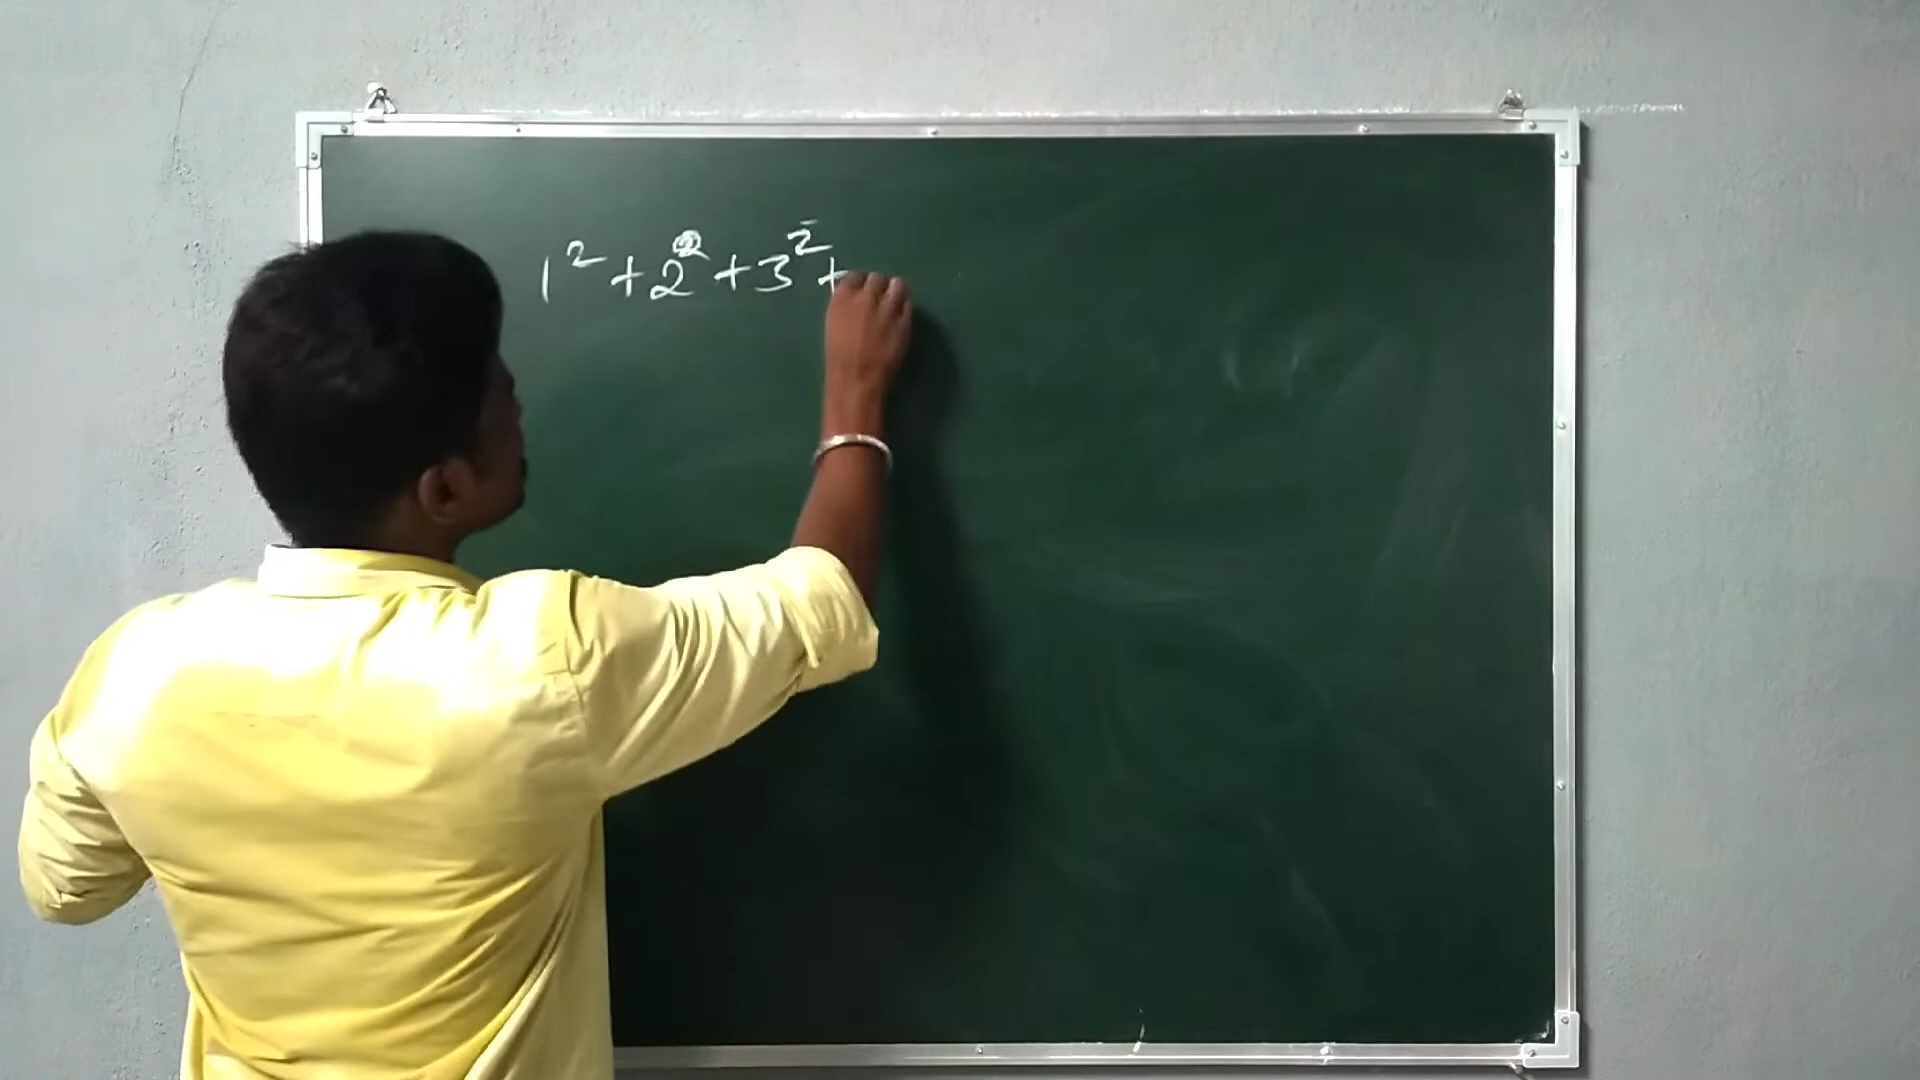 1² + 2² + 3² +